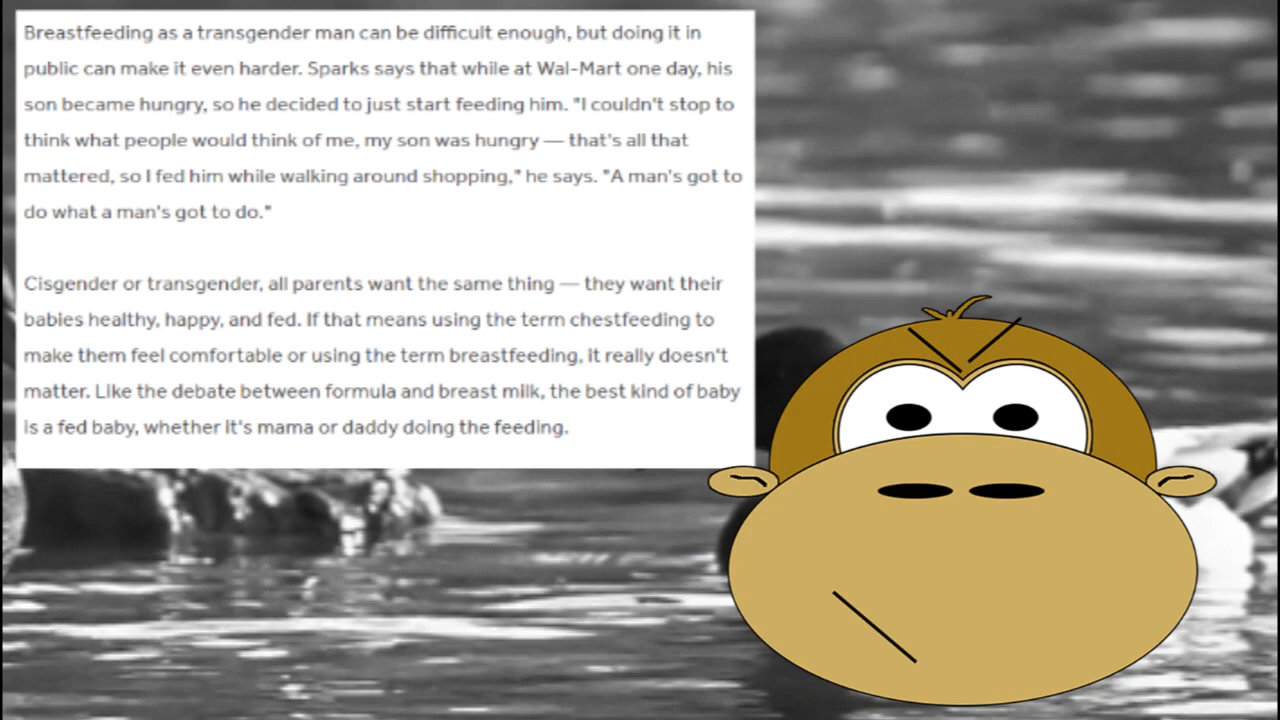 Breastfeeding as a transgender man can be difficult enough, but doing it in
public can make it even harder. Sparks says that while at Wal-Mart one day, his
son became hungry, so he decided to just start feeding him. "I couldn't stop to
think what people would think of me, my son was hungry — that's all that
mattered, so I fed him while walking around shopping," he says. "A man's got to
do what a man's got to do."
Cisgender or transgender, all parents want the same thing — they want their
babies healthy, happy, and fed. If that means using the term chestfeeding to
make them feel comfortable or using the term breastfeeding, it really doesn't
matter. Like the debate between formula and breast milk, the best kind of baby
is a fed baby, whether it's mama or daddy doing the feeding.